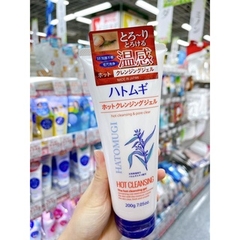 とろ〜り
とろける
温感
ホット
クレンジングジェル
ハトムギ
ホットクレンジングジェル
HATOMUGI
HOT CLEANSING
200g 7.05oz